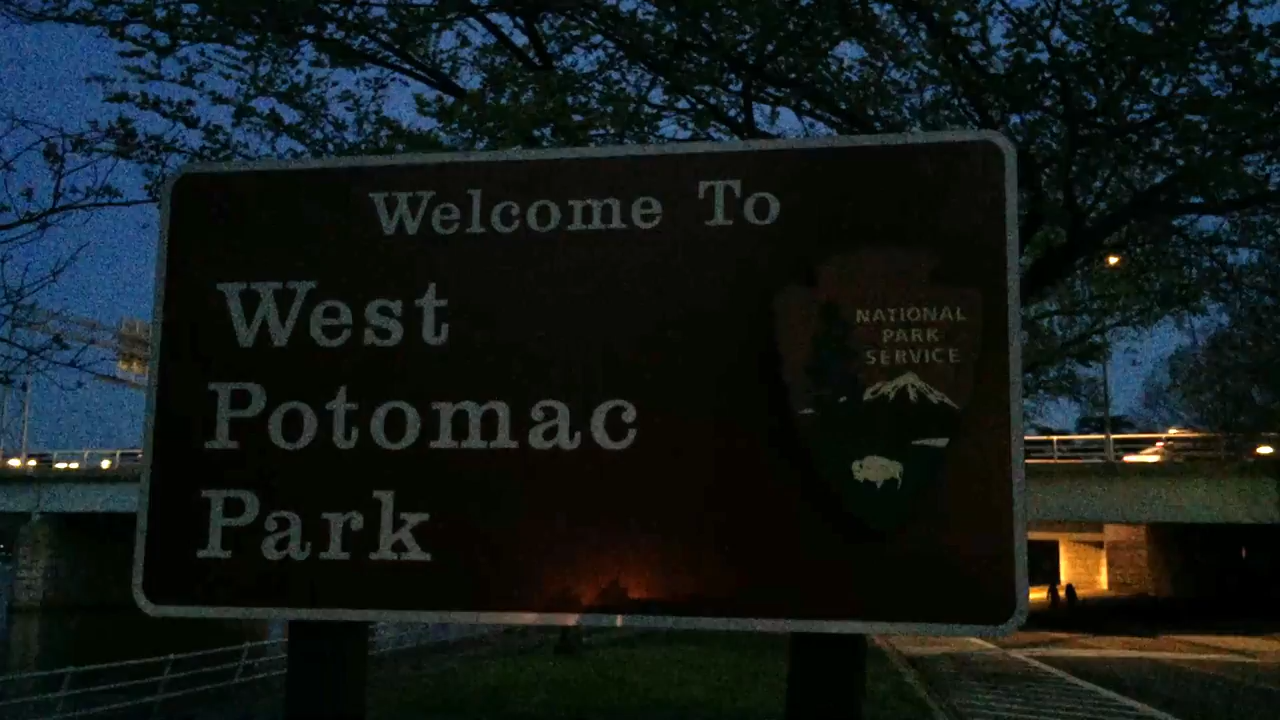 Welcome To
West
Potomac
Park
NATIONAL
PARK
SERVICE